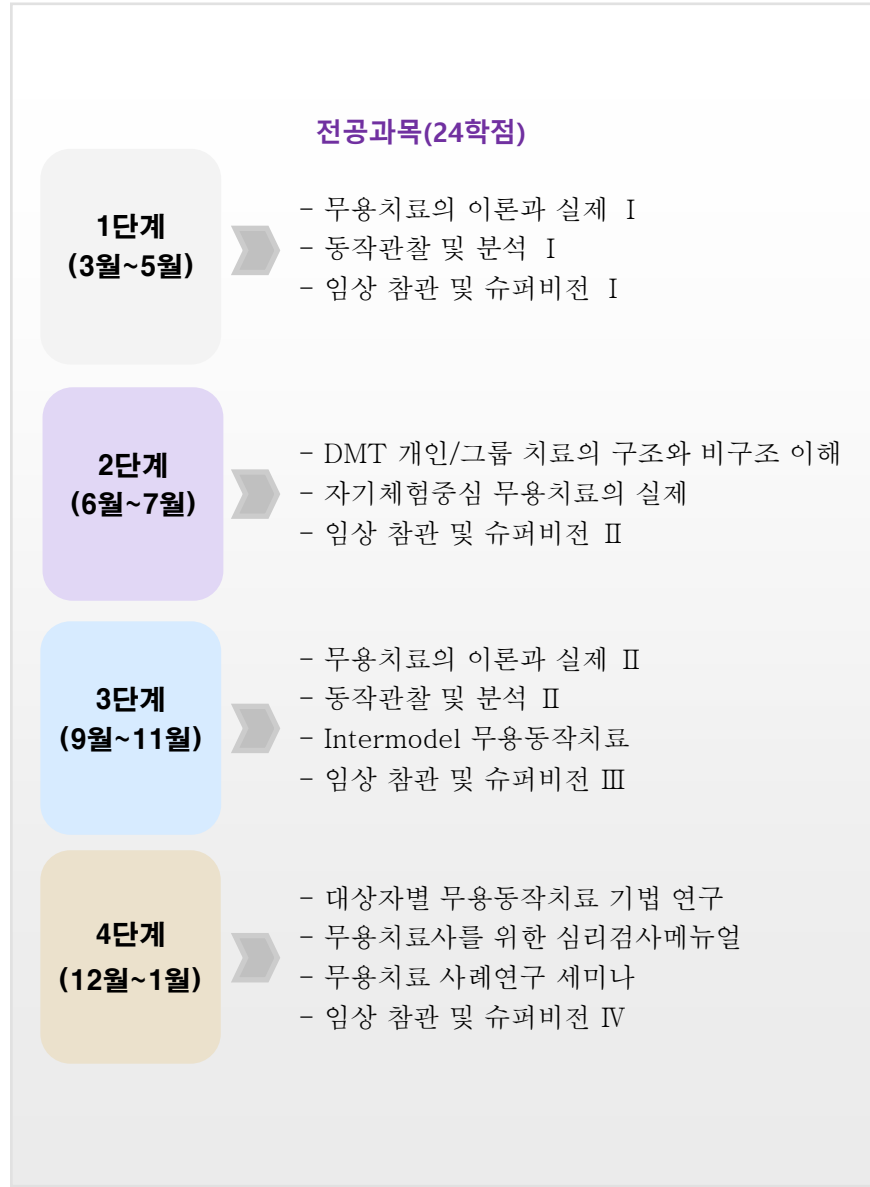 전공과목(24학점)
1단계
(3월~5월)
- 무용치료의 이론과 실제 Ⅰ
- 동작관찰 및 분석 Ⅰ
- 임상 참관 및 슈퍼비전 Ⅰ
2단계
(6월~7월)
- DMT 개인/그룹 치료의 구조와 비구조 이해
- 자기체험중심 무용치료의 실제
- 임상 참관 및 슈퍼비전 Ⅱ
3단계
(9월~11월)
- 무용치료의 이론과 실제 Ⅱ
- 동작관찰 및 분석 Ⅱ
- Intermodel 무용동작치료
- 임상 참관 및 슈퍼비전 Ⅲ
4단계
(12월~1월)
- 대상자별 무용동작치료 기법 연구
- 무용치료사를 위한 심리검사메뉴얼
- 무용치료 사례연구 세미나
- 임상 참관 및 슈퍼비전 Ⅳ